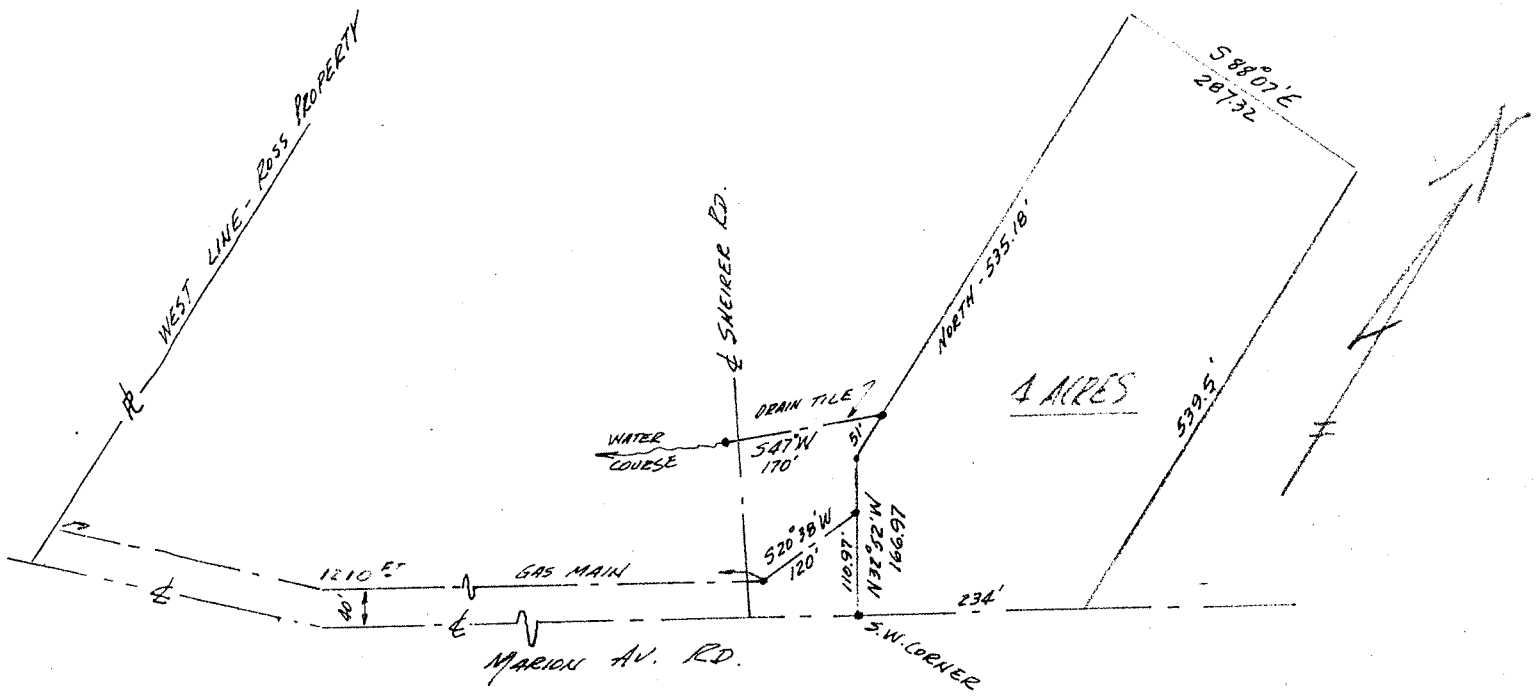 S 88°07'E
287.32
WEST LINE - ROSS PROPERTY
℄ SHEIRER RD.
NORTH - 535.18'
4 ACRES
539.5'
DRAIN TILE
WATER
COURSE
S47°W
170'
51'
N32°52'W
166.97
116.97'
S20°38'W
120'
℄
1210 FT
GAS MAIN
40'
℄
℄
234'
S.W. CORNER
MARION AV. RD.